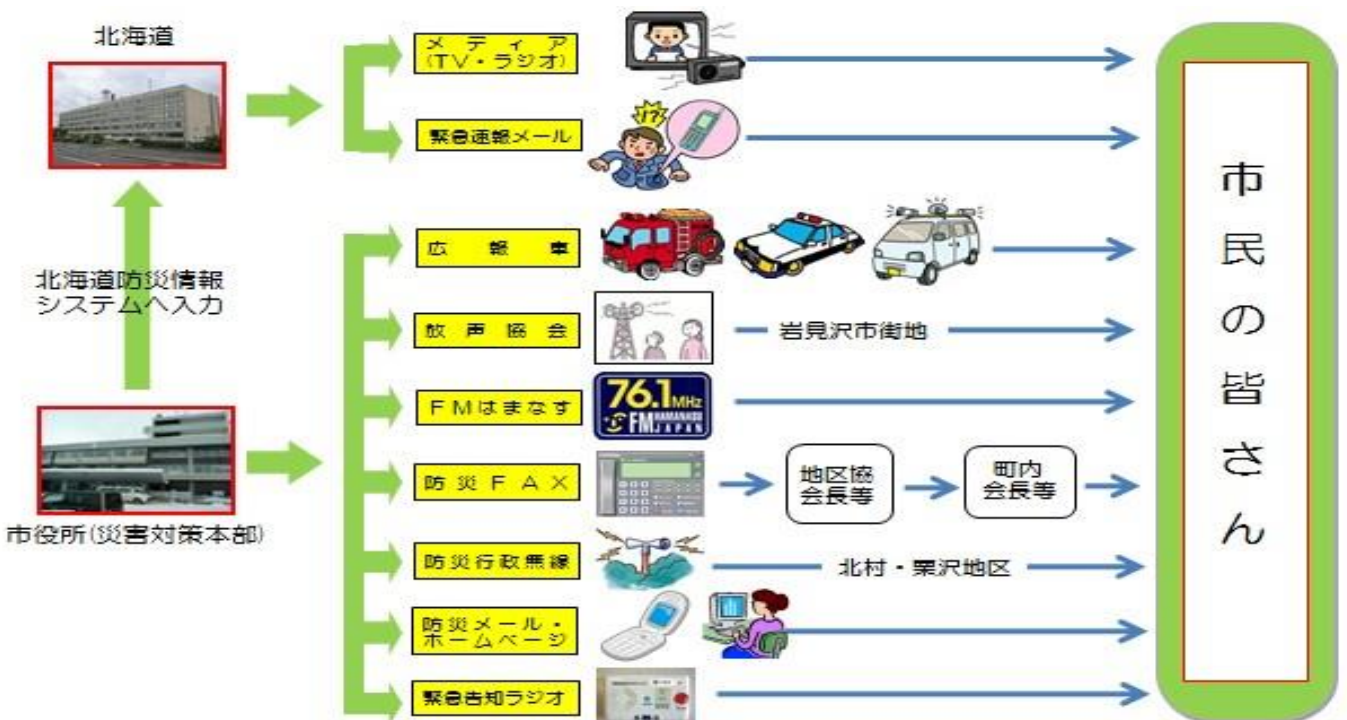 北海道
メディア
(TV・ラジオ)
緊急速報メール
広報車
北海道防災情報
システムへ入力
放声協会
岩見沢市街地
FMはまなす
76.1MHz
FM HAMANASU
JAPAN
防災FAX
地区協
会長等
町内
会長等
市役所(災害対策本部)
防災行政無線
北村・栗沢地区
防災メール・
ホームページ
緊急告知ラジオ
市民の皆さん
!?